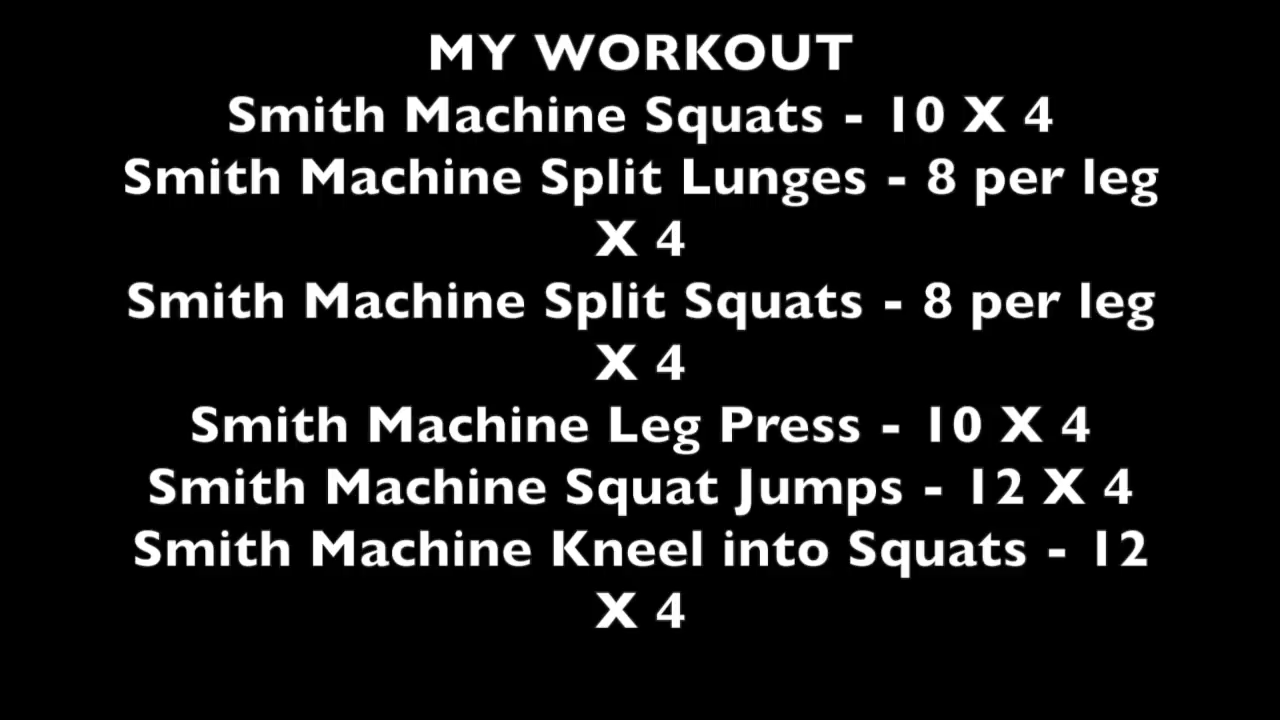 MY WORKOUT
Smith Machine Squats - 10 X 4
Smith Machine Split Lunges - 8 per leg
X 4
Smith Machine Split Squats - 8 per leg
X 4
Smith Machine Leg Press - 10 X 4
Smith Machine Squat Jumps - 12 X 4
Smith Machine Kneel into Squats - 12
X 4